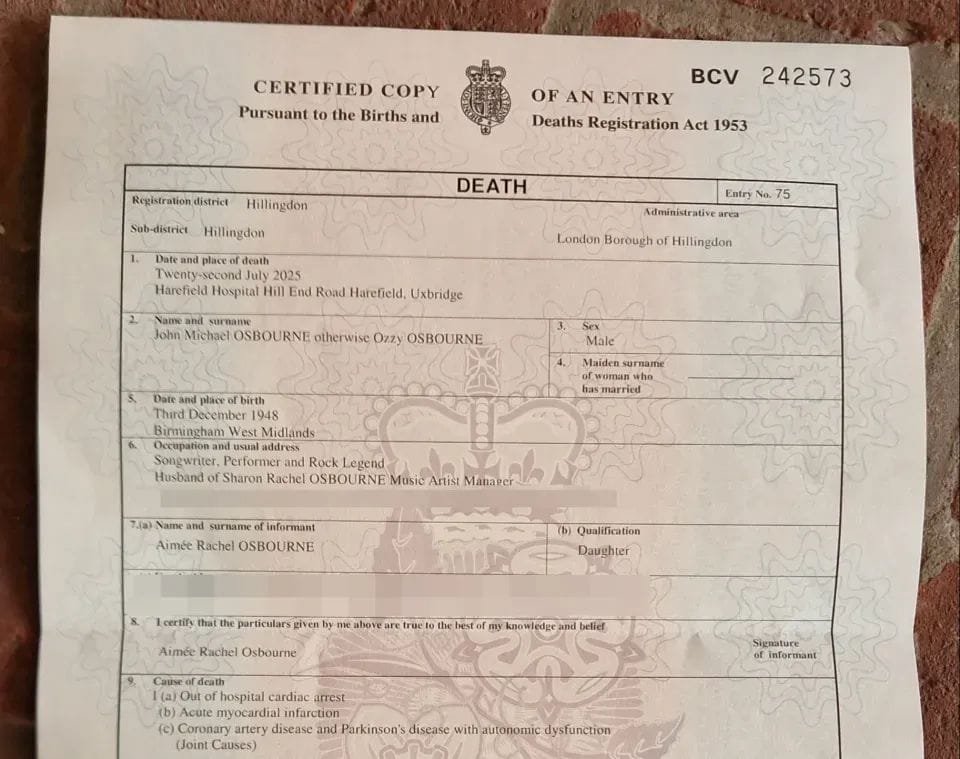 BCV 242573
CERTIFIED COPY OF AN ENTRY
Pursuant to the Births and Deaths Registration Act 1953
DEATH
Entry No. 75
Registration district Hillingdon
Administrative area
Sub-district Hillingdon
London Borough of Hillingdon
1. Date and place of death
Twenty-second July 2025
Harefield Hospital Hill End Road Harefield, Uxbridge
2. Name and surname
John Michael OSBOURNE otherwise Ozzy OSBOURNE
3. Sex
Male
4. Maiden surname
of woman who
has married
5. Date and place of birth
Third December 1948
Birmingham West Midlands
6. Occupation and usual address
Songwriter, Performer and Rock Legend
Husband of Sharon Rachel OSBOURNE Music Artist Manager
7.(a) Name and surname of informant
Aimée Rachel OSBOURNE
(b) Qualification
Daughter
8. I certify that the particulars given by me above are true to the best of my knowledge and belief
Aimée Rachel Osbourne
Signature
of informant
9. Cause of death
I (a) Out of hospital cardiac arrest
(b) Acute myocardial infarction
(c) Coronary artery disease and Parkinson's disease with autonomic dysfunction
(Joint Causes)